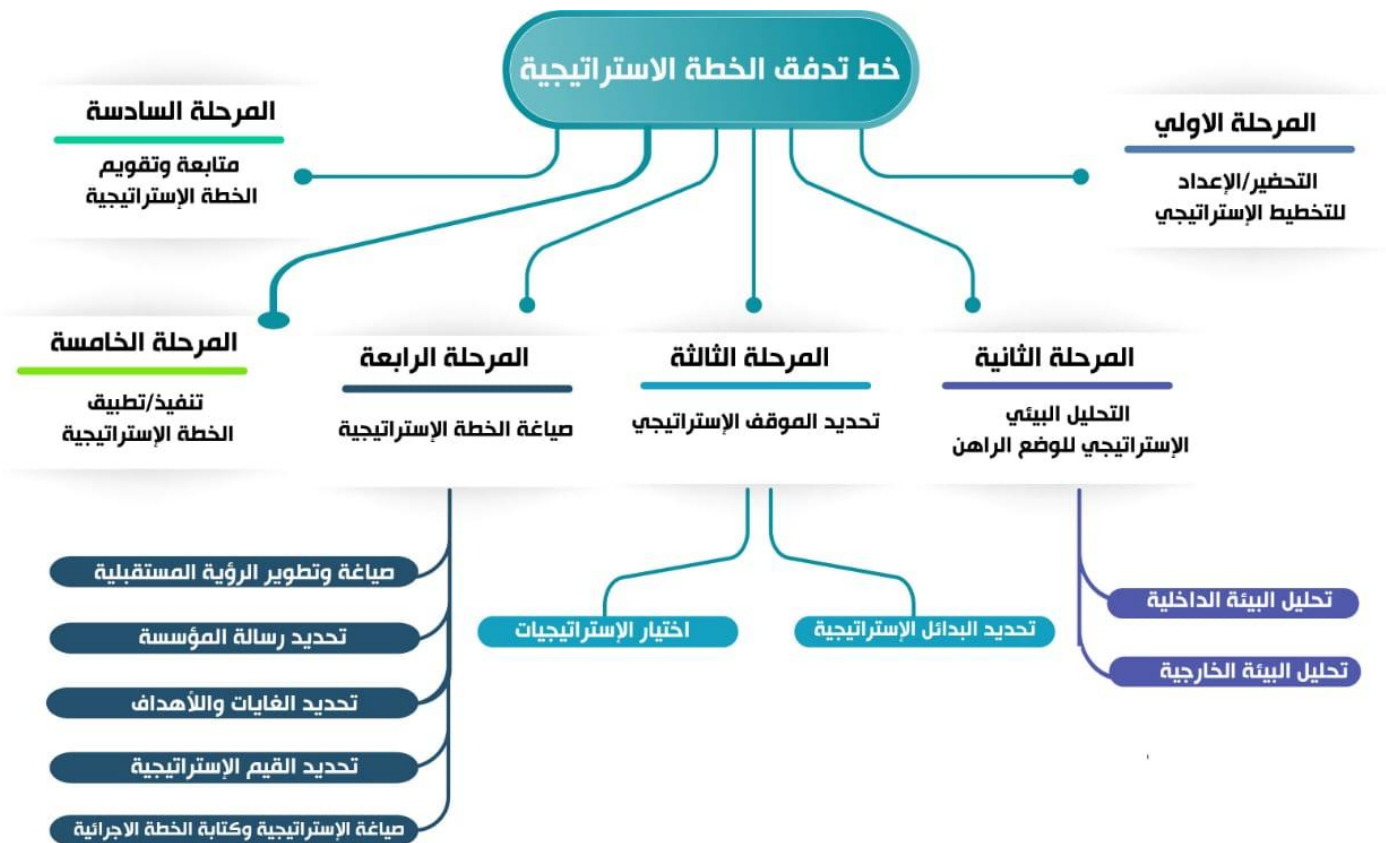 خط تدفق الخطة الاستراتيجية
المرحلة الاولي
التحضير/الإعداد
للتخطيط الإستراتيجي
المرحلة الثانية
التحليل البيئي
الإستراتيجي للوضع الراهن
تحليل البيئة الداخلية
تحليل البيئة الخارجية
المرحلة الثالثة
تحديد الموقف الإستراتيجي
تحديد البدائل الإستراتيجية
اختيار الإستراتيجيات
المرحلة الرابعة
صياغة الخطة الإستراتيجية
صياغة وتطوير الرؤية المستقبلية
تحديد رسالة المؤسسة
تحديد الغايات واللأهداف
تحديد القيم الإستراتيجية
صياغة الإستراتيجية وكتابة الخطة الاجرائية
المرحلة الخامسة
تنفيذ/تطبيق
الخطة الإستراتيجية
المرحلة السادسة
متابعة وتقويم
الخطة الإستراتيجية